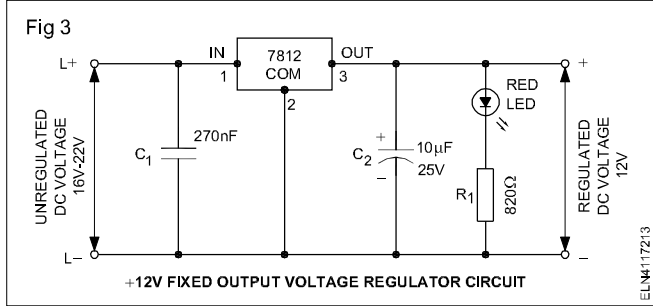 Fig 3
L+
IN
1
7812
COM
2
OUT
3
+
UNREGULATED
DC VOLTAGE
16V-22V
C1
270nF
+
C2
10µF
25V
−
RED
LED
R1
820Ω
REGULATED
DC VOLTAGE
12V
L−
−
+12V FIXED OUTPUT VOLTAGE REGULATOR CIRCUIT
ELN4117213